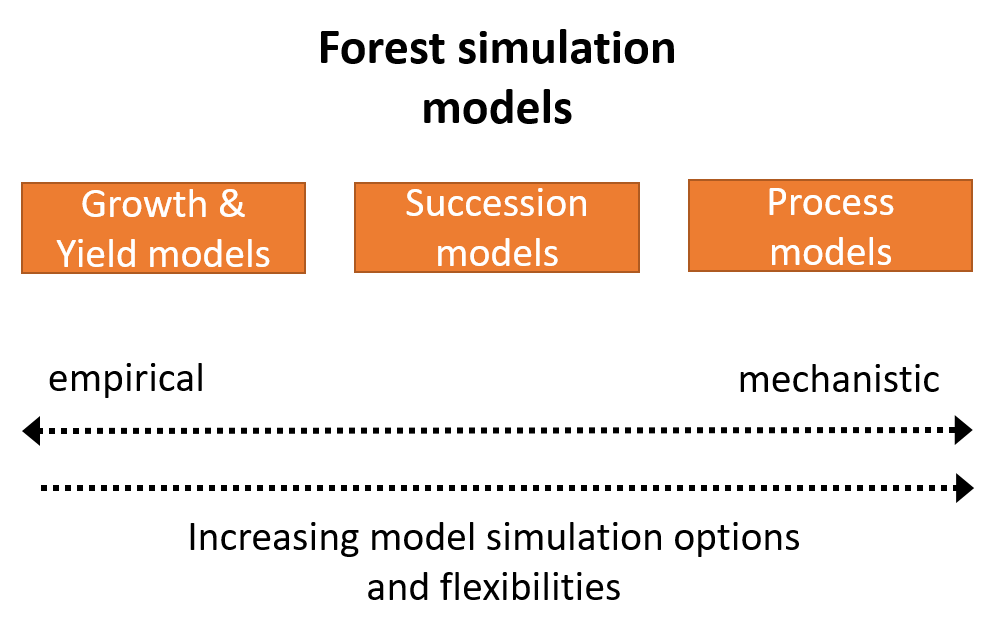 Forest simulation
models
Growth &
Yield models
Succession
models
Process
models
empirical
mechanistic
Increasing model simulation options
and flexibilities